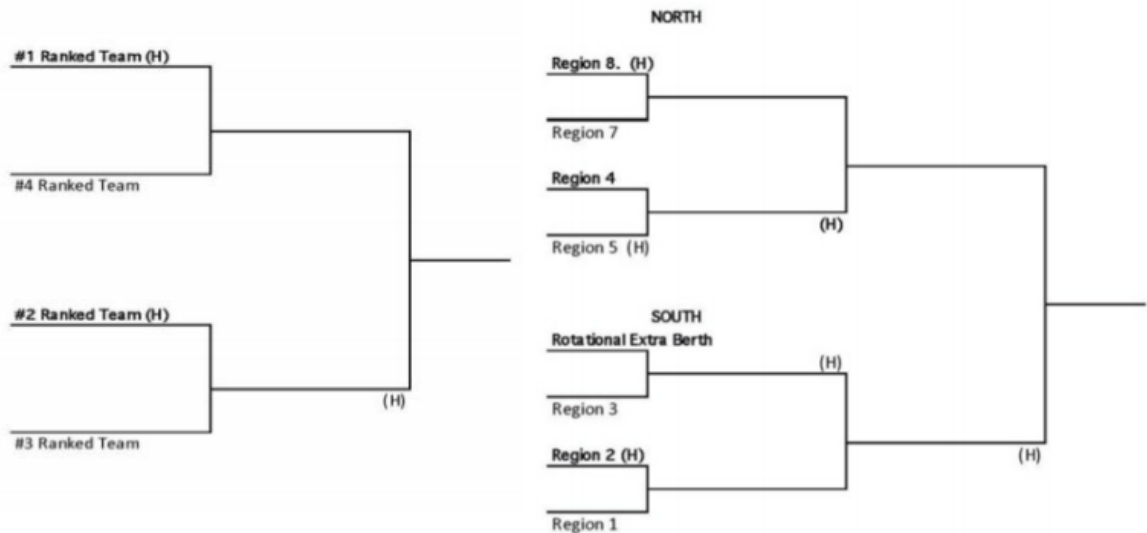 #1 Ranked Team (H)
#4 Ranked Team
#2 Ranked Team (H)
(H)
#3 Ranked Team
NORTH
Region 8. (H)
Region 7
Region 4
(H)
Region 5 (H)
SOUTH
Rotational Extra Berth
(H)
Region 3
Region 2 (H)
(H)
Region 1